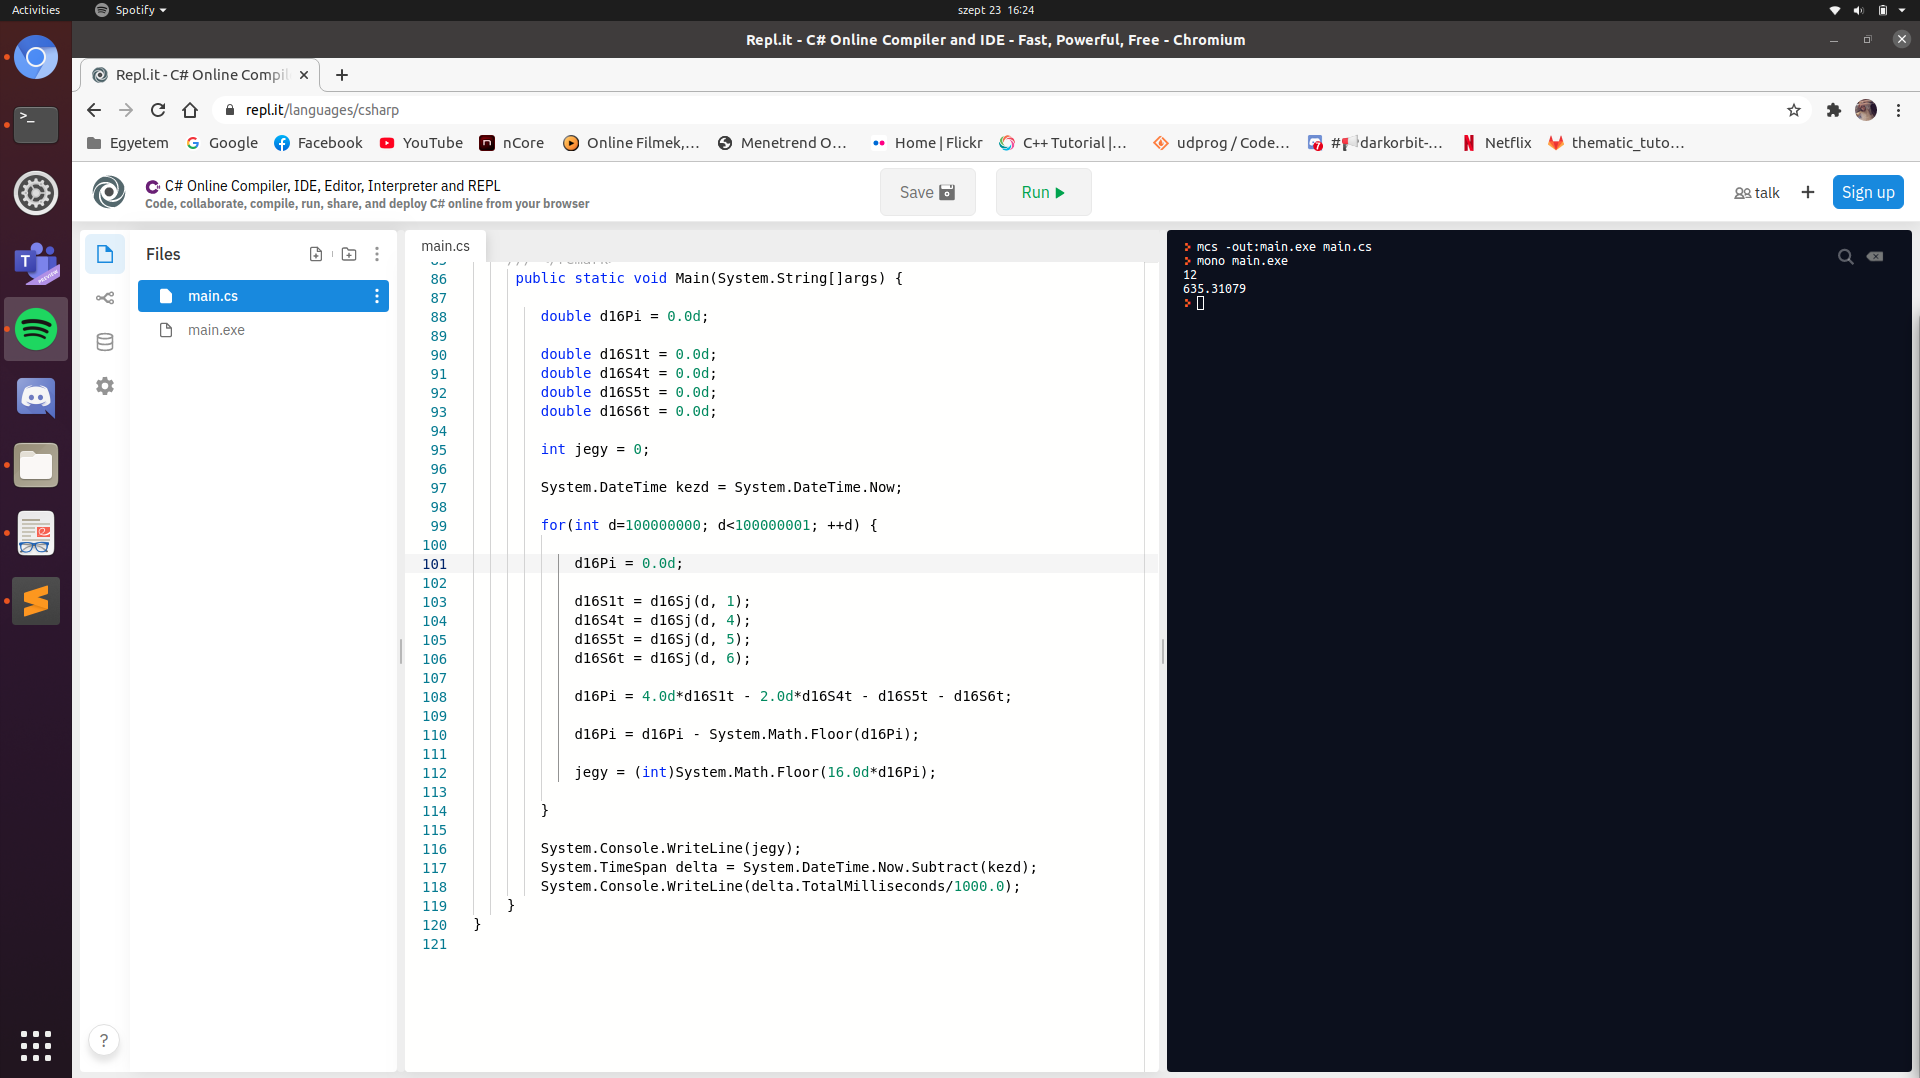 Activities
Spotify
szept 23 16:24
Repl.it - C# Online Compiler and IDE - Fast, Powerful, Free - Chromium
Repl.it - C# Online Compil
repl.it/languages/csharp
Egyetem
Google
Facebook
YouTube
nCore
Online Filmek,...
Menetrend O...
Home | Flickr
C++ Tutorial |...
udprog / Code...
#📢darkorbit-...
Netflix
thematic_tuto...
C# Online Compiler, IDE, Editor, Interpreter and REPL
Code, collaborate, compile, run, share, and deploy C# online from your browser
Save
Run
talk
+
Sign up
Files
main.cs
main.exe
?
main.cs
86 public static void Main(System.String[]args) {
87
88 double d16Pi = 0.0d;
89
90 double d16S1t = 0.0d;
91 double d16S4t = 0.0d;
92 double d16S5t = 0.0d;
93 double d16S6t = 0.0d;
94
95 int jegy = 0;
96
97 System.DateTime kezd = System.DateTime.Now;
98
99 for(int d=100000000; d<100000001; ++d) {
100
101 d16Pi = 0.0d;
102
103 d16S1t = d16Sj(d, 1);
104 d16S4t = d16Sj(d, 4);
105 d16S5t = d16Sj(d, 5);
106 d16S6t = d16Sj(d, 6);
107
108 d16Pi = 4.0d*d16S1t - 2.0d*d16S4t - d16S5t - d16S6t;
109
110 d16Pi = d16Pi - System.Math.Floor(d16Pi);
111
112 jegy = (int)System.Math.Floor(16.0d*d16Pi);
113
114 }
115
116 System.Console.WriteLine(jegy);
117 System.TimeSpan delta = System.DateTime.Now.Subtract(kezd);
118 System.Console.WriteLine(delta.TotalMilliseconds/1000.0);
119 }
120 }
121
mcs -out:main.exe main.cs
mono main.exe
12
635.31079